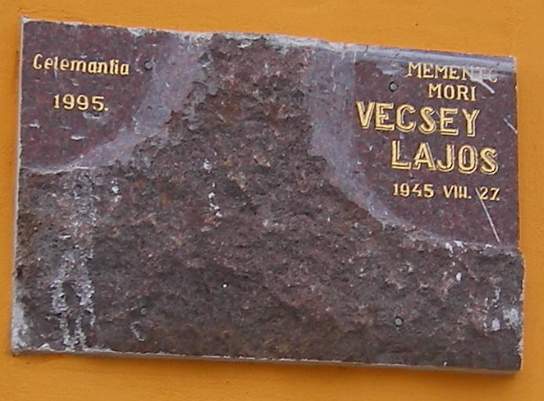 Celemantia
1995.
MEMENTO
MORI
VECSEY
LAJOS
1945 VIII. 27.